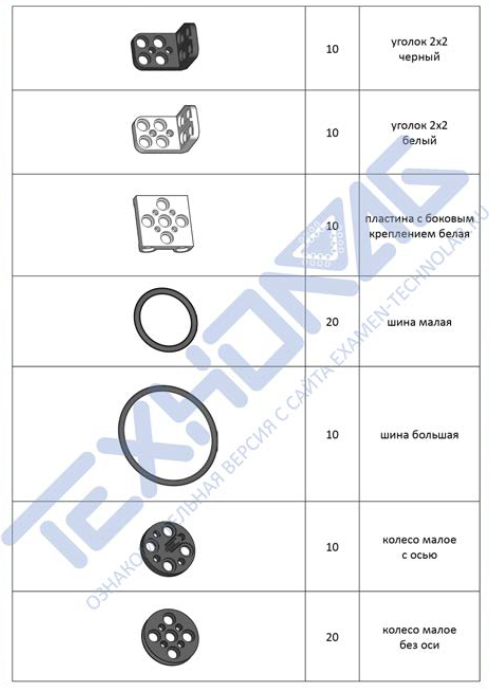 10
уголок 2x2
черный
10
уголок 2x2
белый
10
пластина с боковым
креплением белая
20
шина малая
10
шина большая
10
колесо малое
с осью
20
колесо малое
без оси
ТЕХНОЛАБ
ОЗНАКОМИТЕЛЬНАЯ ВЕРСИЯ С САЙТА EXAMEN-TECHNOLAB.RU